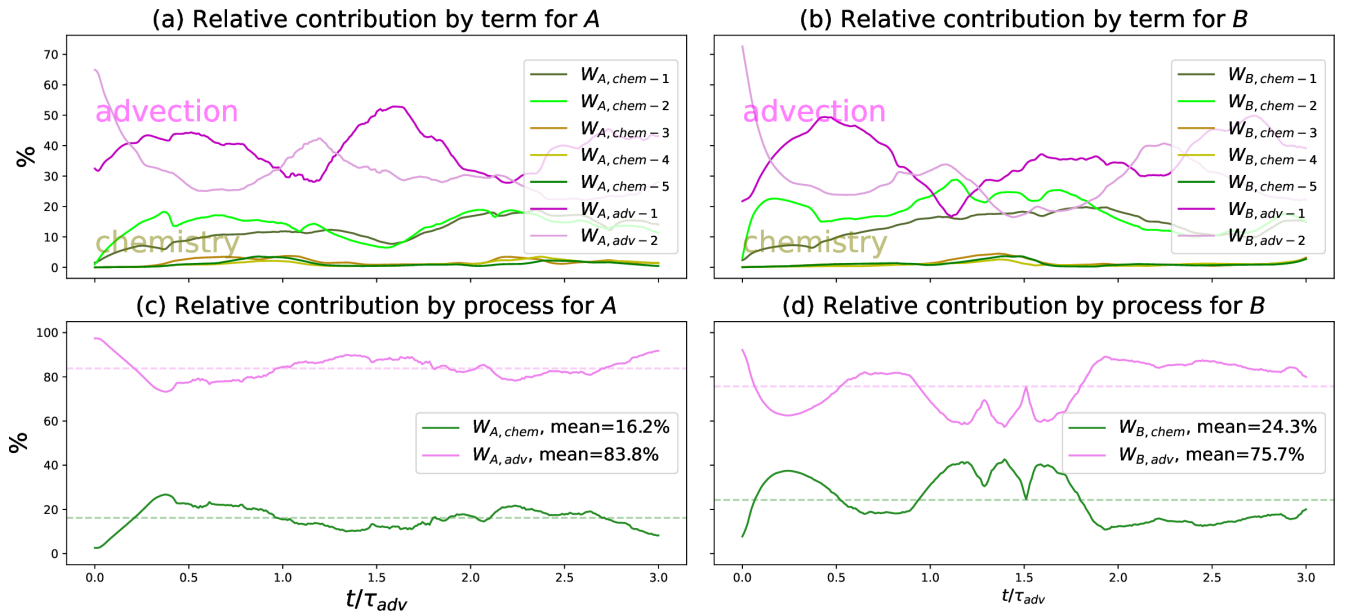 (a) Relative contribution by term for A
(b) Relative contribution by term for B
%
70
60
50
40
30
20
10
0
advection
chemistry
W_{A,chem−1}
W_{A,chem−2}
W_{A,chem−3}
W_{A,chem−4}
W_{A,chem−5}
W_{A,adv−1}
W_{A,adv−2}
advection
chemistry
W_{B,chem−1}
W_{B,chem−2}
W_{B,chem−3}
W_{B,chem−4}
W_{B,chem−5}
W_{B,adv−1}
W_{B,adv−2}
(c) Relative contribution by process for A
(d) Relative contribution by process for B
%
100
80
60
40
20
0
W_{A,chem}, mean=16.2%
W_{A,adv}, mean=83.8%
W_{B,chem}, mean=24.3%
W_{B,adv}, mean=75.7%
0.0 0.5 1.0 1.5 2.0 2.5 3.0
t/τ_{adv}
0.0 0.5 1.0 1.5 2.0 2.5 3.0
t/τ_{adv}